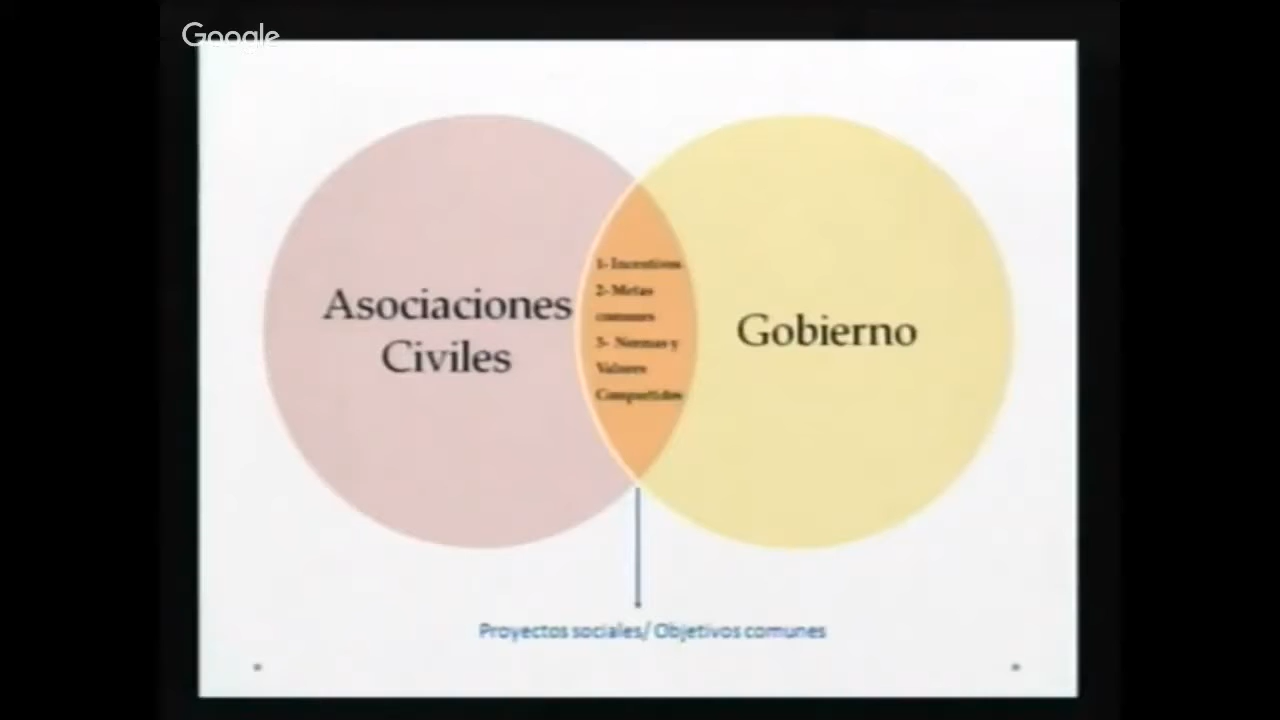 Google
Asociaciones
Civiles
1- Incentivos
2- Metas
comunes
3- Normas y
Valores
Compartidos
Gobierno
Proyectos sociales/ Objetivos comunes